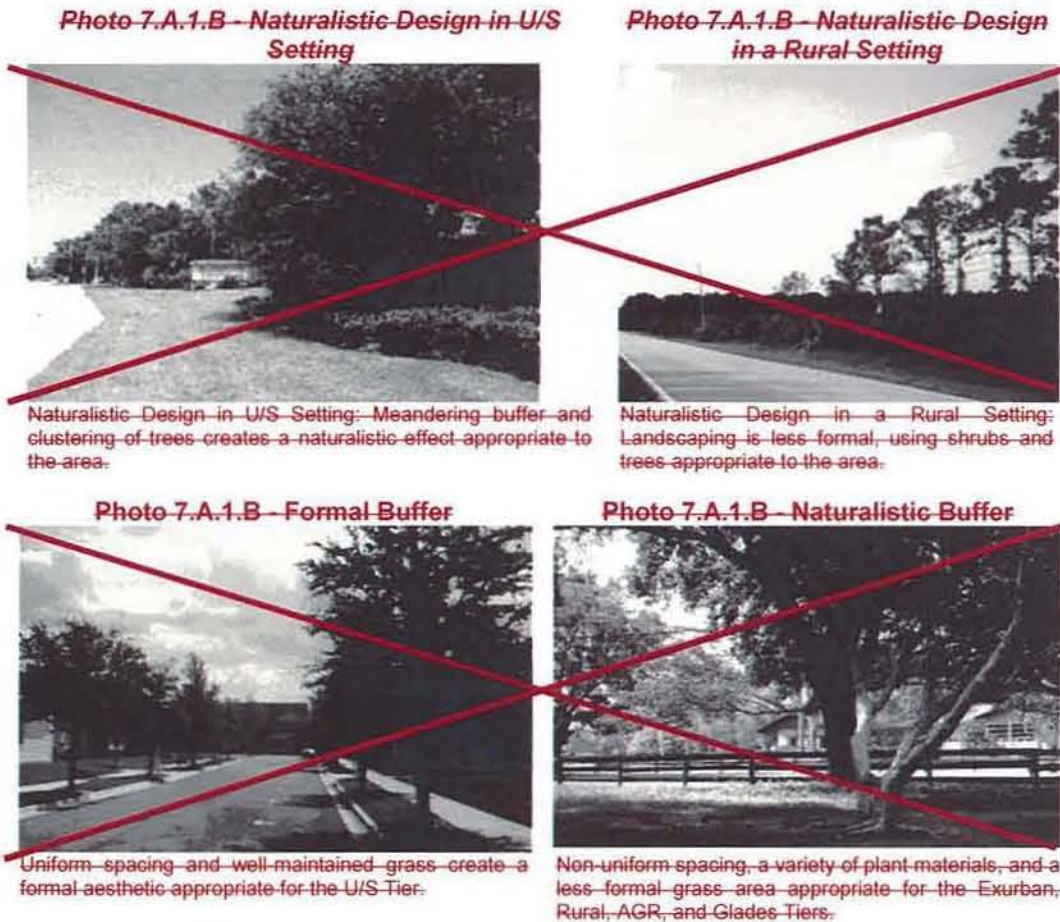 Photo 7.A.1.B - Naturalistic Design in U/S
Setting
Photo 7.A.1.B - Naturalistic Design
in a Rural Setting
Naturalistic Design in U/S Setting: Meandering buffer and
clustering of trees creates a naturalistic effect appropriate to
the area.
Naturalistic Design in a Rural Setting:
Landscaping is less formal, using shrubs and
trees appropriate to the area.
Photo 7.A.1.B - Formal Buffer
Photo 7.A.1.B - Naturalistic Buffer
Uniform spacing and well-maintained grass create a
formal aesthetic appropriate for the U/S Tier.
Non-uniform spacing, a variety of plant materials, and a
less formal grass area appropriate for the Exurban,
Rural, AGR, and Glades Tiers.